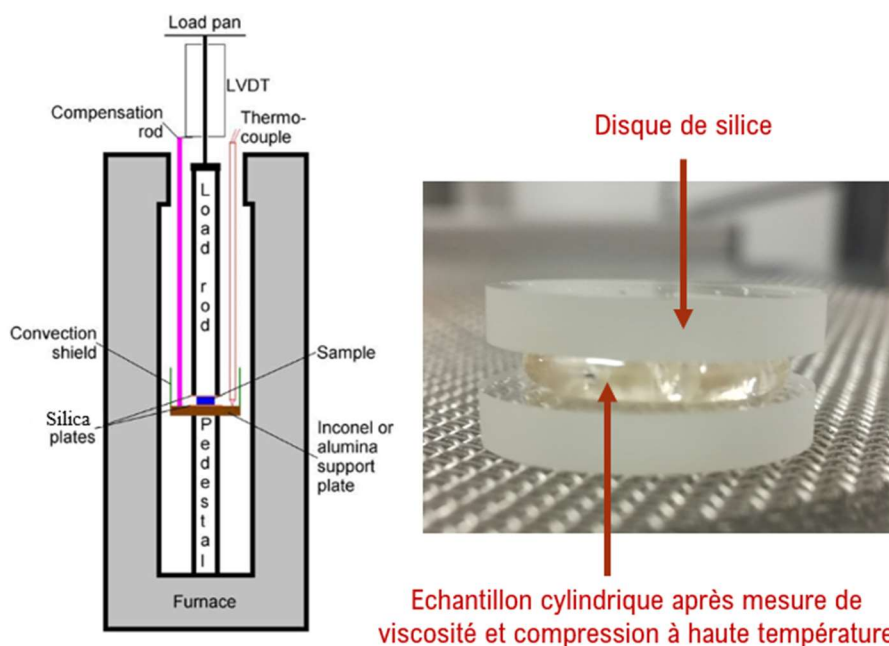 Load pan
LVDT
Compensation
rod
Thermo-
couple
Load rod
Convection
shield
Sample
Silica
plates
Inconel or
alumina
support
plate
Pedestal
Furnace
Disque de silice
Echantillon cylindrique après mesure de
viscosité et compression à haute température